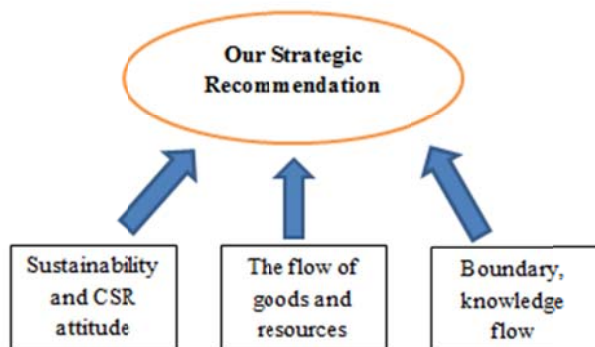 Our Strategic
Recommendation
Sustainability
and CSR
attitude
The flow of
goods and
resources
Boundary,
knowledge
flow